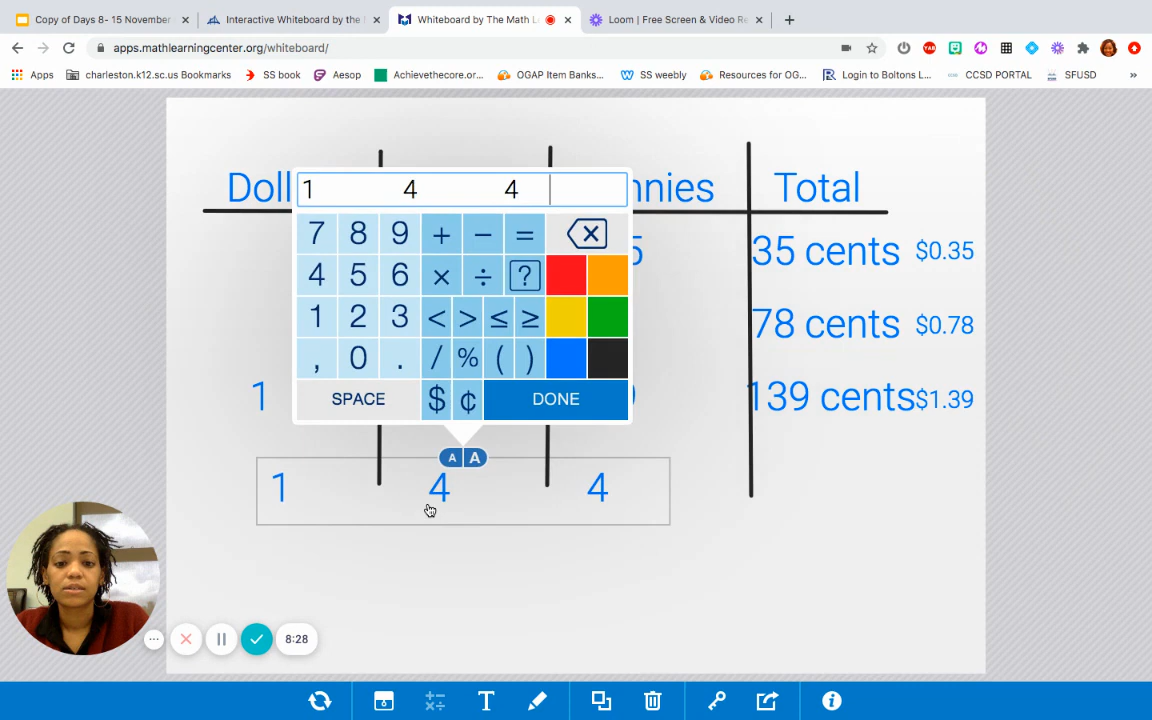 Copy of Days 8- 15 November
Interactive Whiteboard by the
Whiteboard by The Math
Loom | Free Screen & Video Re
apps.mathlearningcenter.org/whiteboard/
Apps
charleston.k12.sc.us Bookmarks
SS book
Aesop
Achievethecore.or...
OGAP Item Banks...
SS weekly
Resources for OG...
Login to Boltons L...
CCSD PORTAL
SFUSD
»
Doll
nnies
Total
1 4 4
7 8 9 + − =
4 5 6 × ÷ ?
1 2 3 < > ≤ ≥
, 0 . / % ( )
SPACE $ ¢ DONE
5
35 cents $0.35
78 cents $0.78
1
139 cents $1.39
A A
1 4 4
8:28
T
i